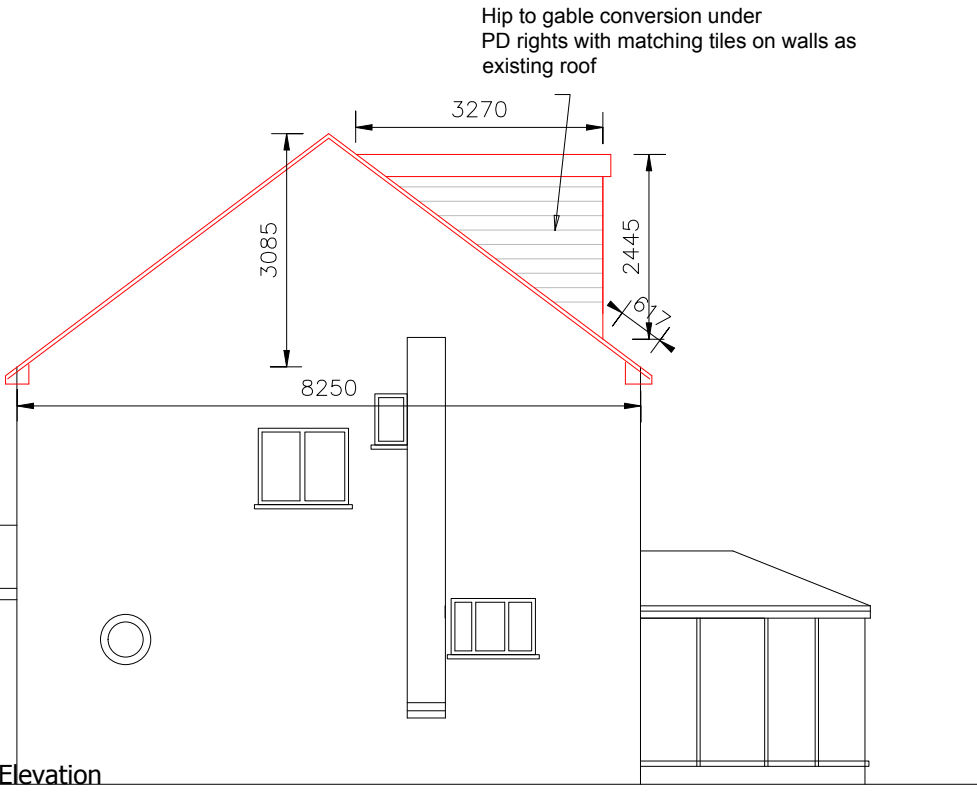 Hip to gable conversion under
PD rights with matching tiles on walls as
existing roof
3270
3085
2445
617
8250
Elevation